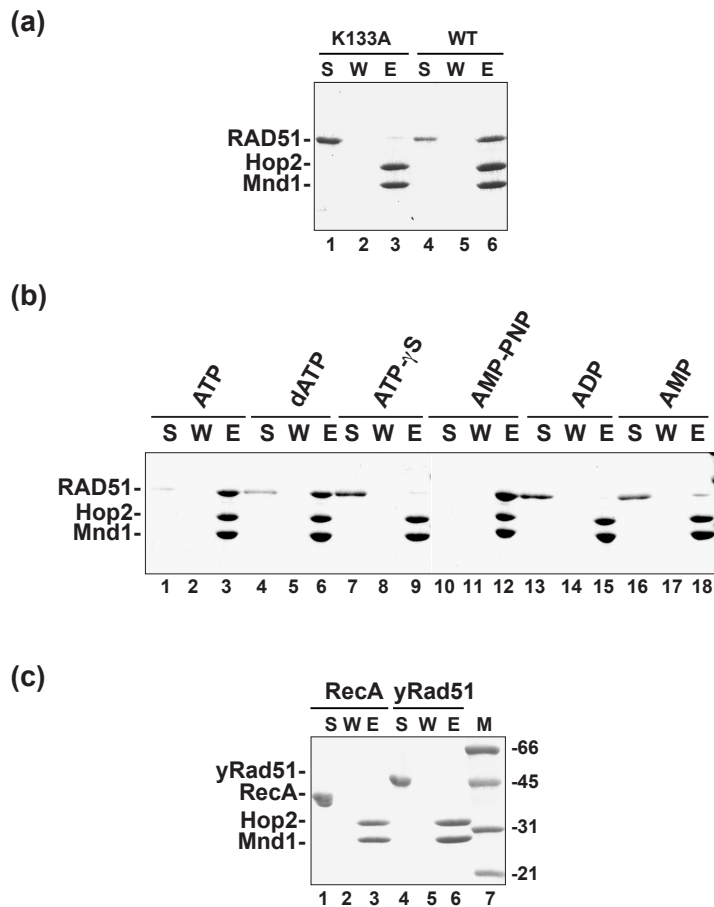 (a)
K133A WT
S W E S W E
RAD51-
Hop2-
Mnd1-
1 2 3 4 5 6
(b)
ATP dATP ATP-γS AMP-PNP ADP AMP
S W E S W E S W E S W E S W E S W E
RAD51-
Hop2-
Mnd1-
1 2 3 4 5 6 7 8 9 10 11 12 13 14 15 16 17 18
(c)
RecA yRad51
S W E S W E M
-66
yRad51- -45
RecA-
Hop2- -31
Mnd1-
-21
1 2 3 4 5 6 7